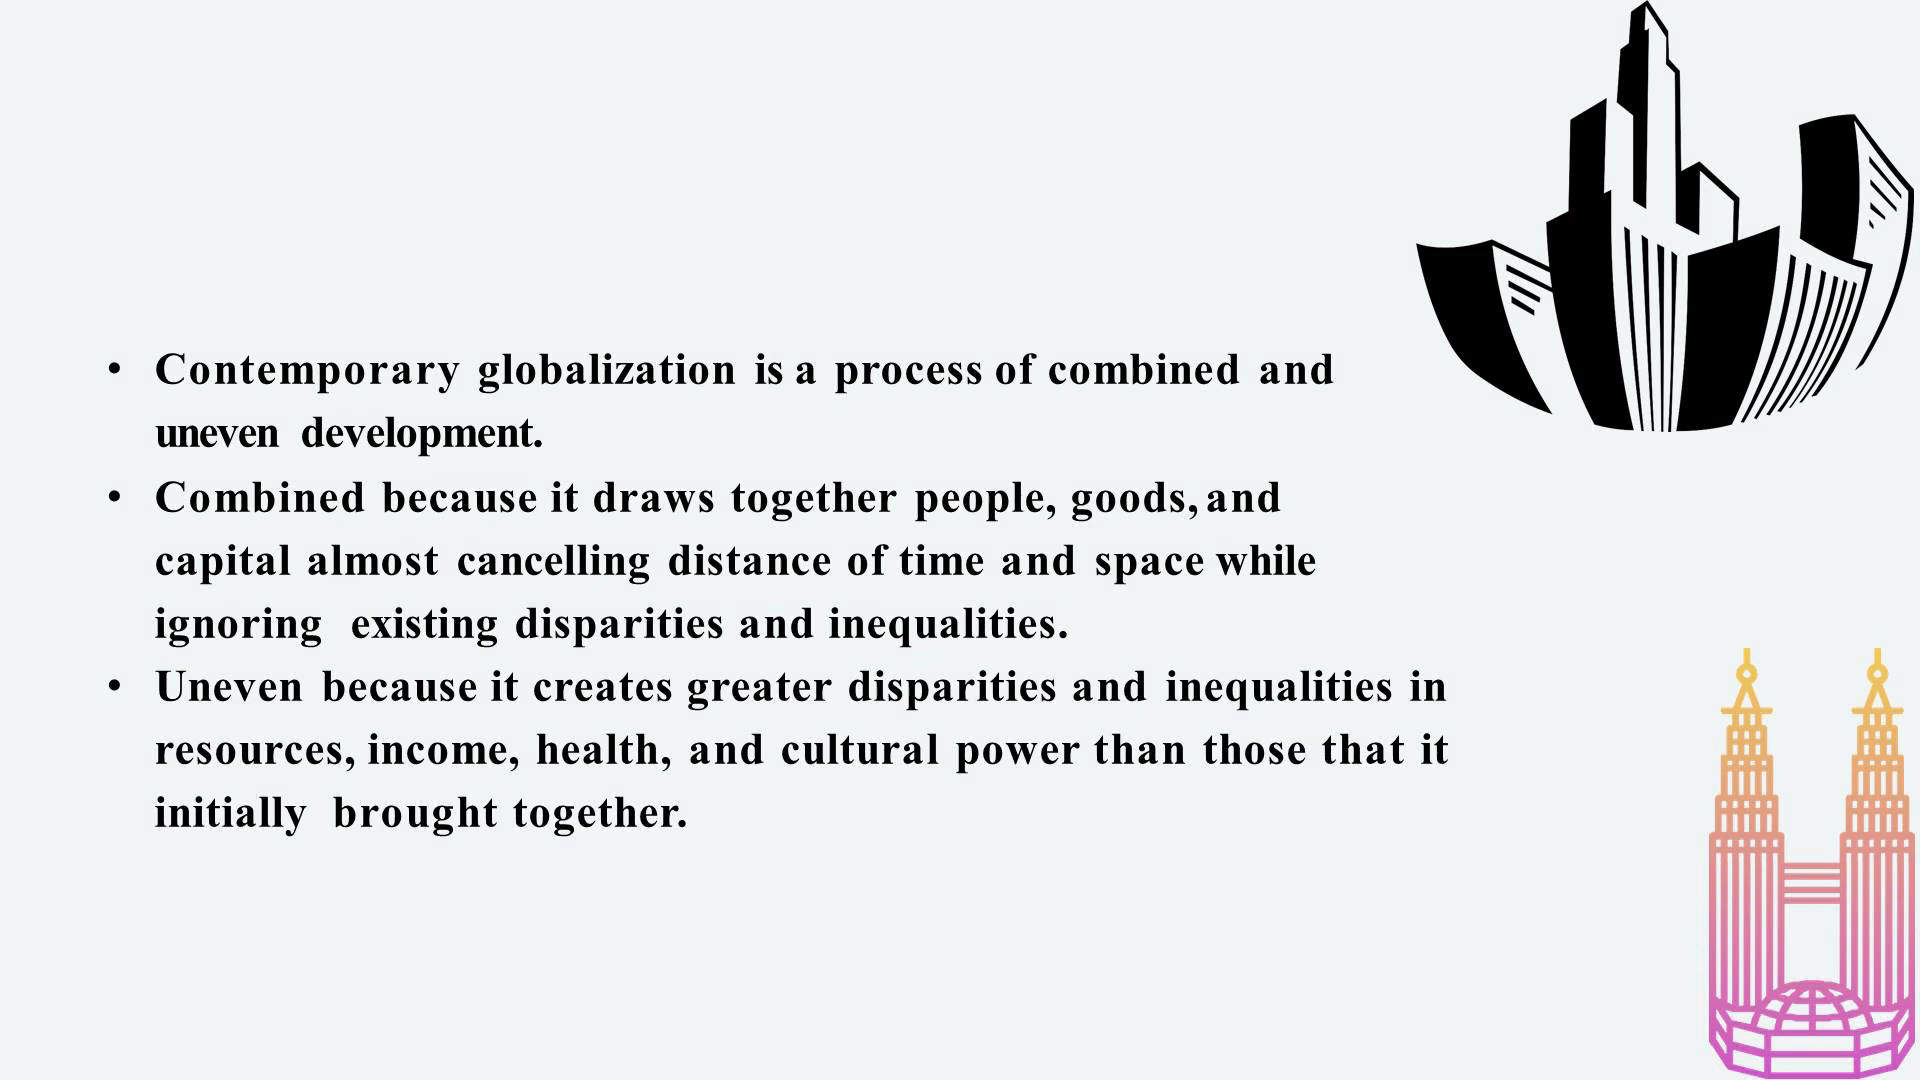 • Contemporary globalization is a process of combined and
uneven development.
• Combined because it draws together people, goods, and
capital almost cancelling distance of time and space while
ignoring existing disparities and inequalities.
• Uneven because it creates greater disparities and inequalities in
resources, income, health, and cultural power than those that it
initially brought together.